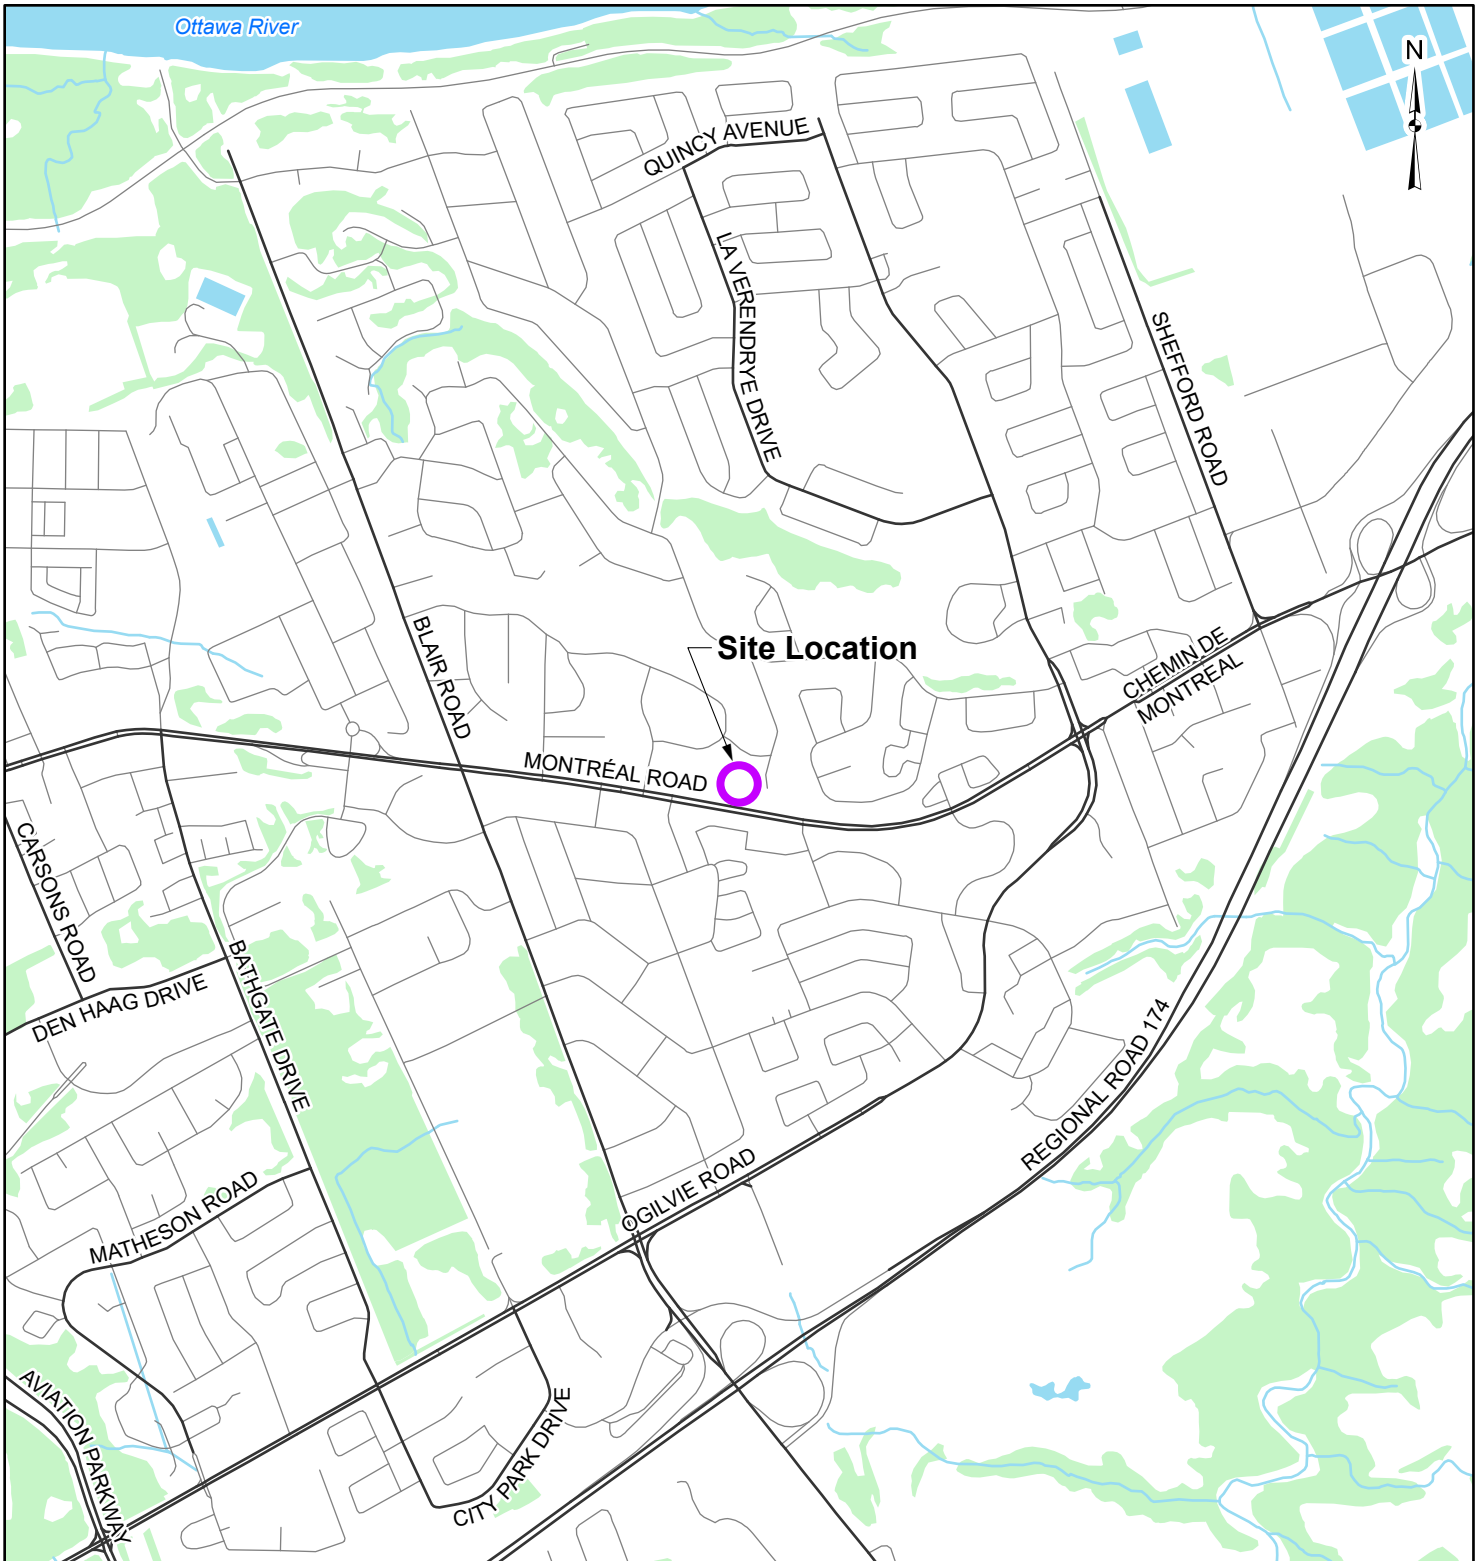 Ottawa River
N
QUINCY AVENUE
LA VERENDRYE DRIVE
SHEFFORD ROAD
BLAIR ROAD
Site Location
CHEMIN DE
MONTREAL
MONTRÉAL ROAD
CARSONS ROAD
BATHGATE DRIVE
DEN HAAG DRIVE
REGIONAL ROAD 174
OGILVIE ROAD
MATHESON ROAD
AVIATION PARKWAY
CITY PARK DRIVE